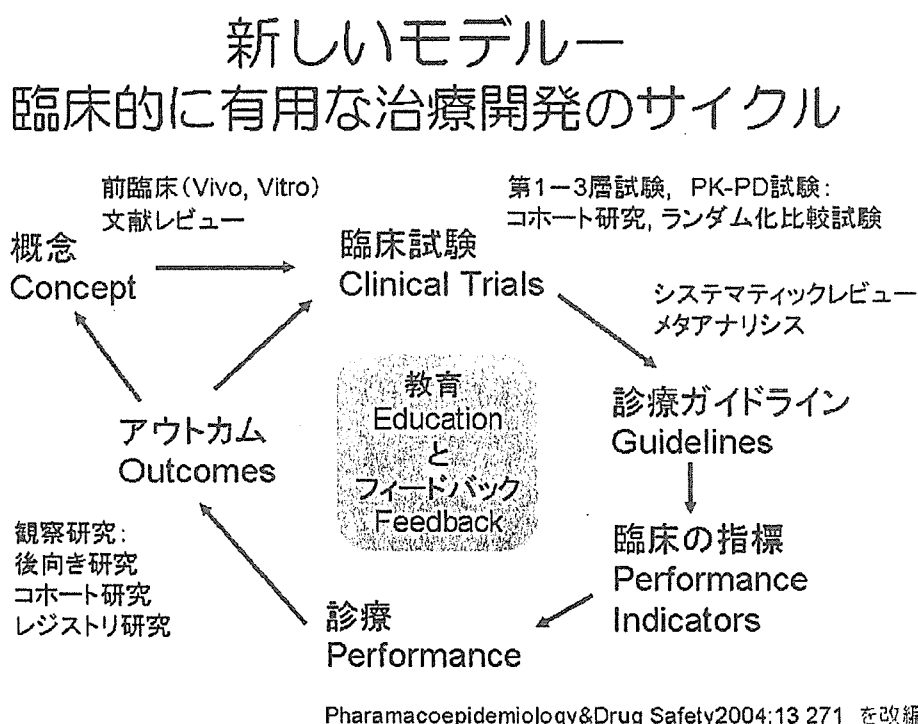 新しいモデルー
臨床的に有用な治療開発のサイクル
前臨床(Vivo, Vitro)
文献レビュー
第1ー3層試験, PK-PD試験:
コホート研究, ランダム化比較試験
概念
Concept
臨床試験
Clinical Trials
システマティックレビュー
メタアナリシス
教育
Education
と
フィードバック
Feedback
診療ガイドライン
Guidelines
アウトカム
Outcomes
観察研究:
後向き研究
コホート研究
レジストリ研究
臨床の指標
Performance
Indicators
診療
Performance
Pharamacoepidemiology&Drug Safety2004:13 271 を改編